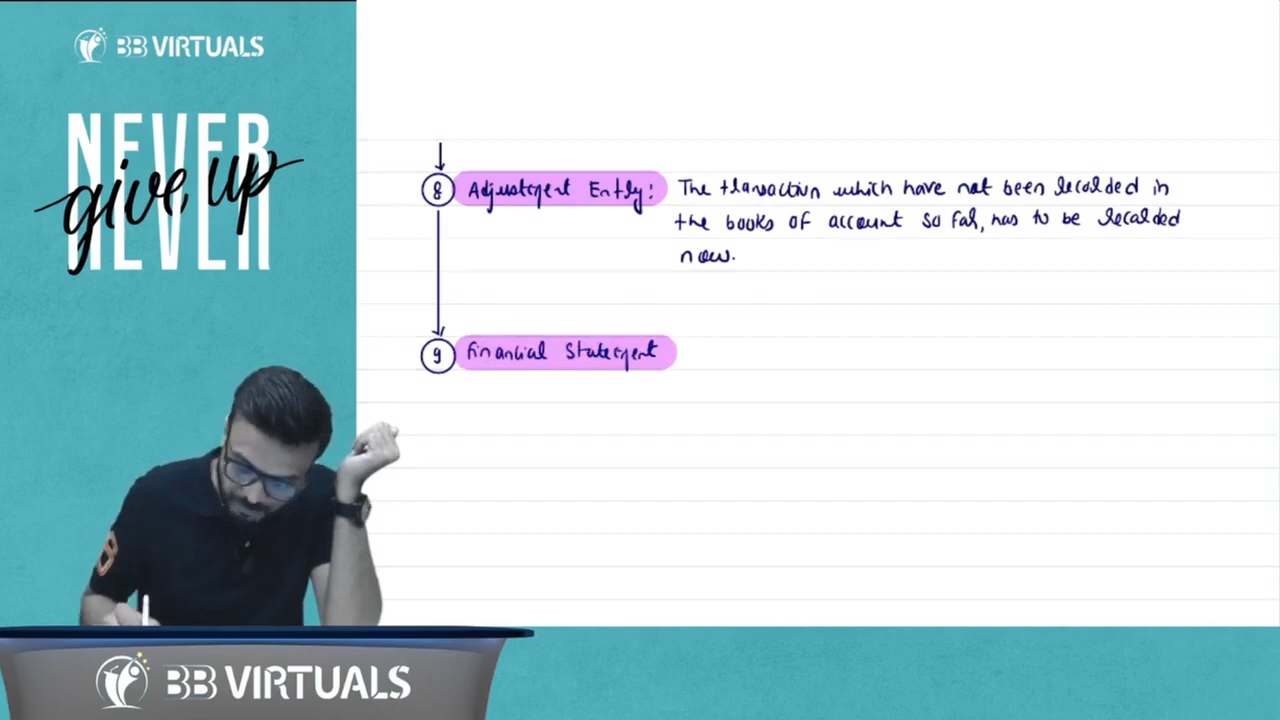 BB VIRTUALS
NEVER
give up
NEVER
8 Adjustment Entry: The transaction which have not been recorded in
the books of account so far, has to be recorded
now.
9 Financial Statement
BB VIRTUALS